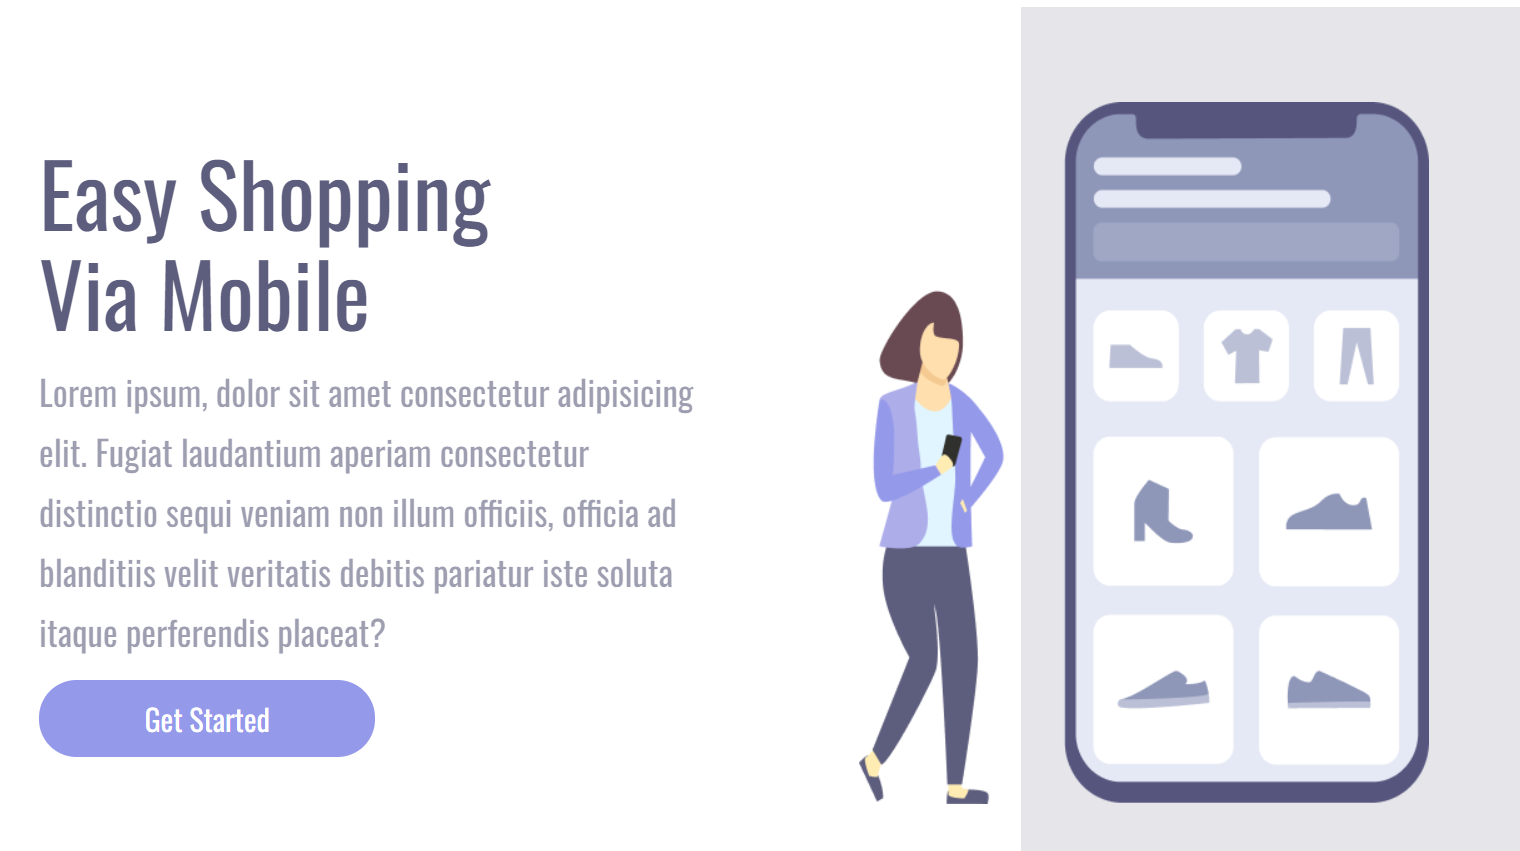 Easy Shopping
Via Mobile
Lorem ipsum, dolor sit amet consectetur adipisicing
elit. Fugiat laudantium aperiam consectetur
distinctio sequi veniam non illum officiis, officia ad
blanditiis velit veritatis debitis pariatur iste soluta
itaque perferendis placeat?
Get Started